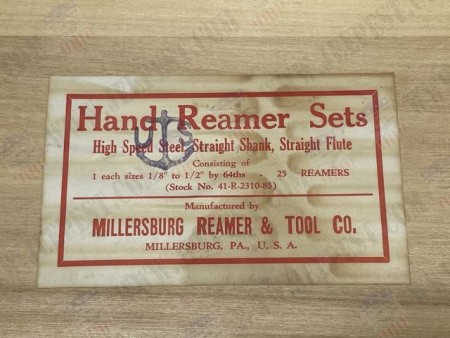 Hand Reamer Sets
U S
High Speed Steel, Straight Shank, Straight Flute
Consisting of
1 each sizes 1/8" to 1/2" by 64ths - 25 REAMERS
(Stock No. 41-R-2310-85)
Manufactured by
MILLERSBURG REAMER & TOOL CO.
MILLERSBURG, PA., U. S. A.